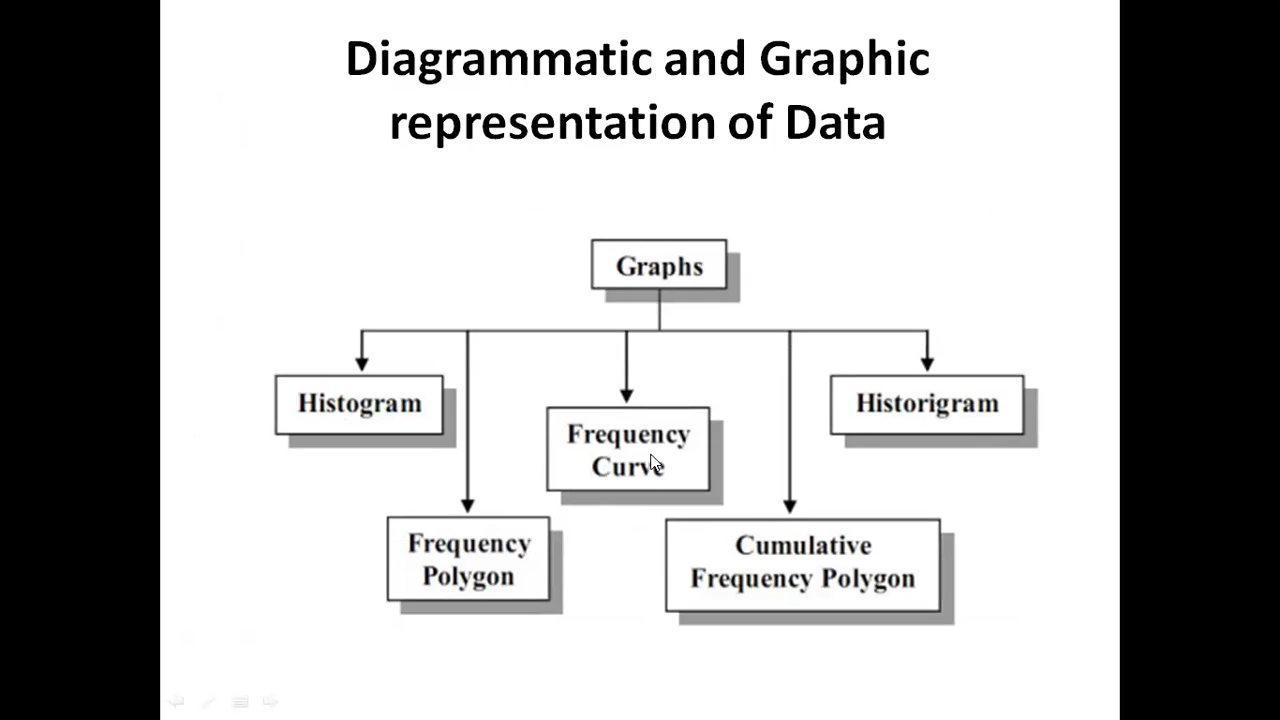 Diagrammatic and Graphic
representation of Data
Graphs
Histogram
Frequency
Polygon
Frequency
Curve
Cumulative
Frequency Polygon
Historigram